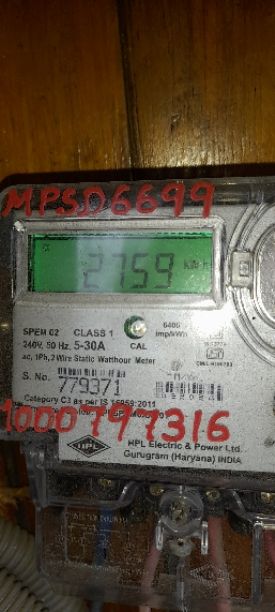 MPSD6699
2759 kWh
SPEM 02 CLASS 1
6400 imp/kWh
240V, 50 Hz. 5-30A CAL
ac, 1Ph, 2 Wire Static Watthour Meter
S. No. 779371
Category C3 as per IS 15959:2011
1000797316
HPL
HPL Electric & Power Ltd.
Gurugram (Haryana) INDIA